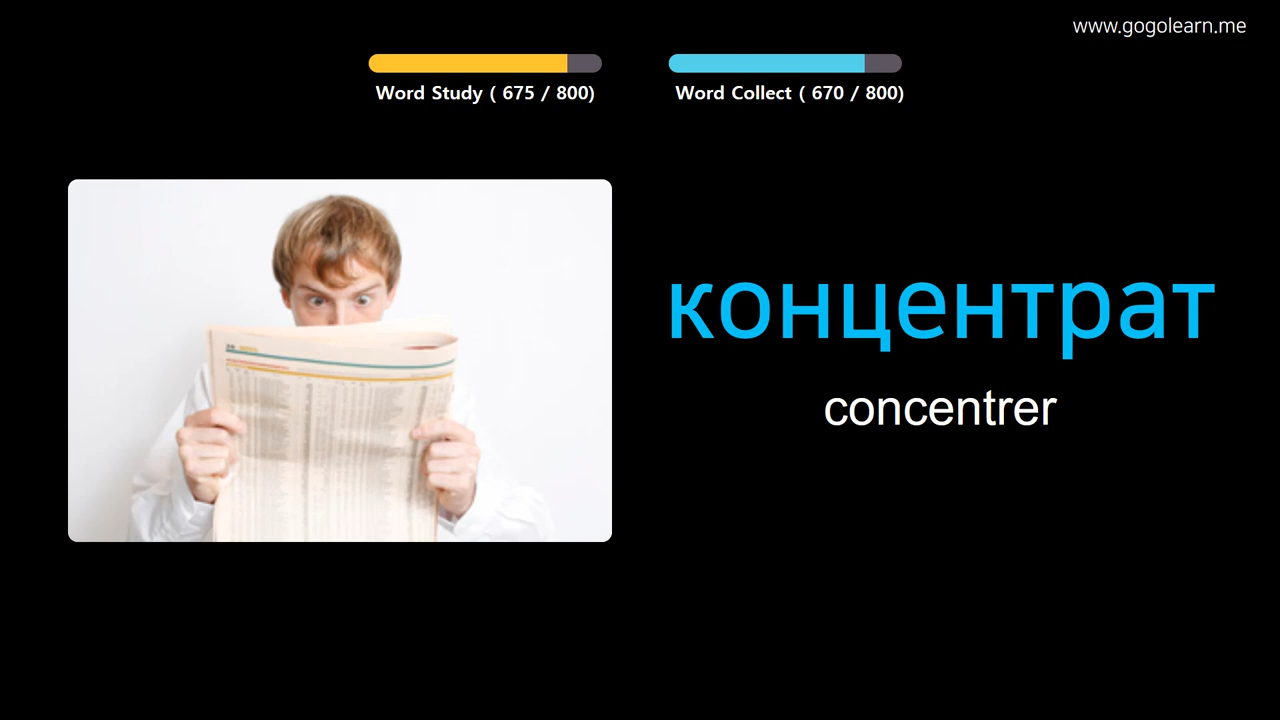 www.gogolearn.me
Word Study ( 675 / 800)
Word Collect ( 670 / 800)
концентрат
concentrer